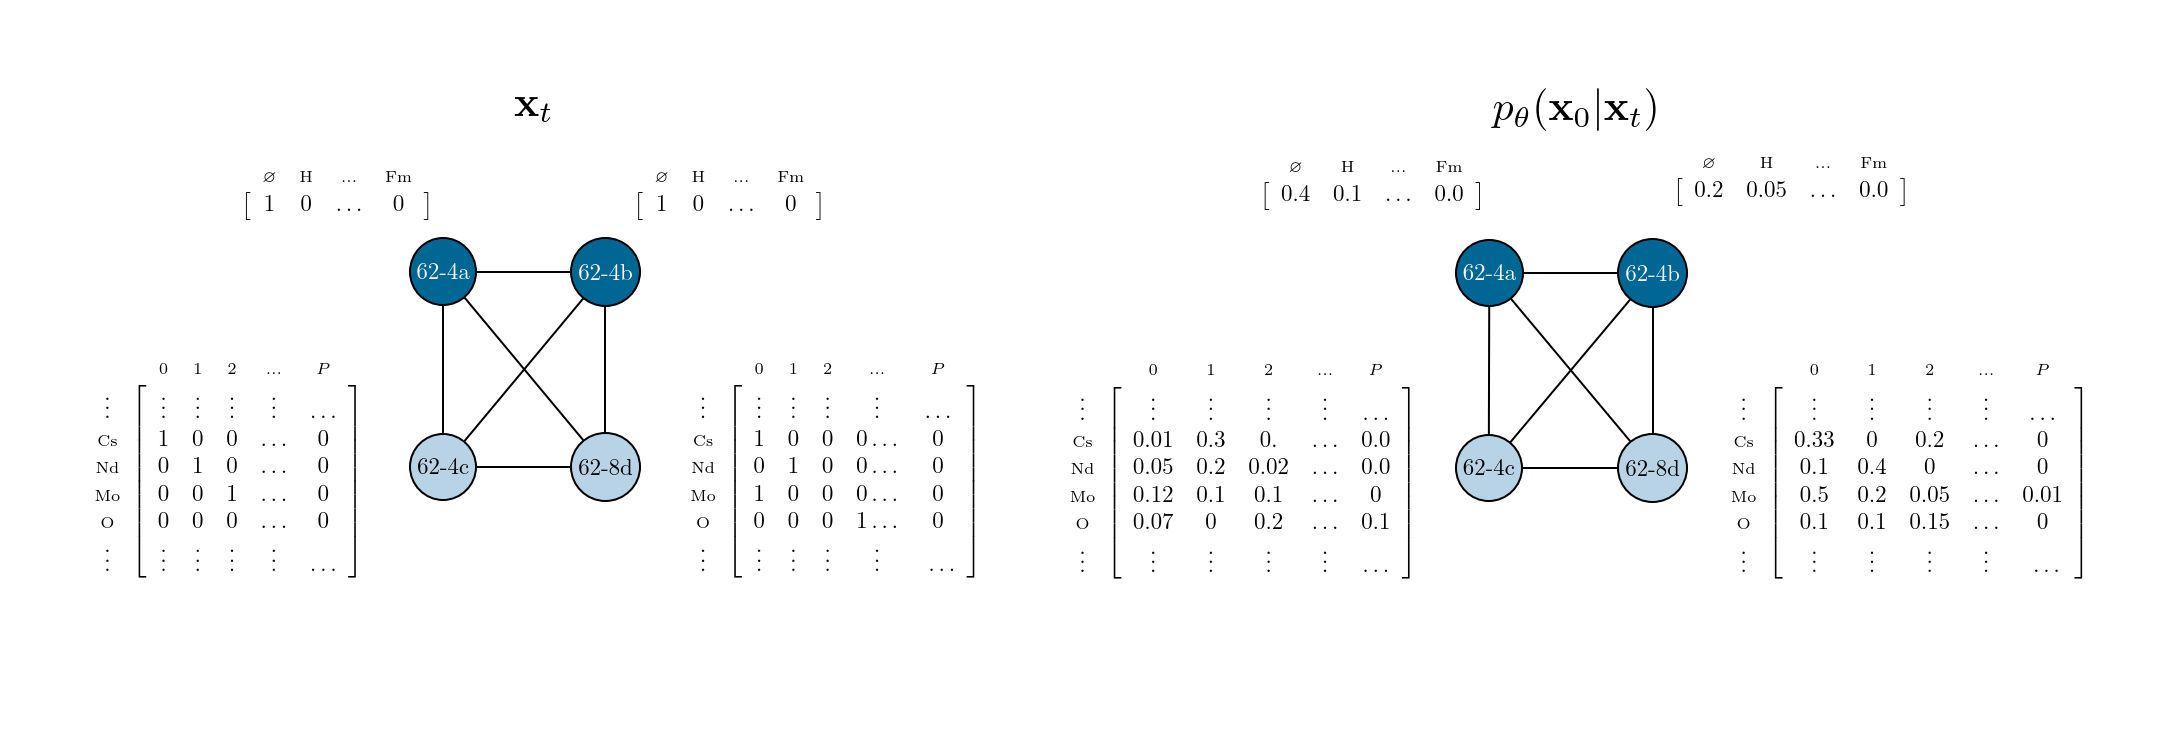 𝐱ₜ
p_θ(𝐱₀|𝐱ₜ)
∅ H ... Fm
[ 1 0 … 0 ]
∅ H ... Fm
[ 1 0 … 0 ]
∅ H ... Fm
[ 0.4 0.1 … 0.0 ]
∅ H ... Fm
[ 0.2 0.05 … 0.0 ]
62-4a 62-4b
62-4c 62-8d
62-4a 62-4b
62-4c 62-8d
0 1 2 ... P
⋮ ⋮ ⋮ ⋮ ⋮ …
Cs 1 0 0 … 0
Nd 0 1 0 … 0
Mo 0 0 1 … 0
O 0 0 0 … 0
⋮ ⋮ ⋮ ⋮ ⋮ …
0 1 2 ... P
⋮ ⋮ ⋮ ⋮ ⋮ …
Cs 1 0 0 0… 0
Nd 0 1 0 0… 0
Mo 1 0 0 0… 0
O 0 0 0 1… 0
⋮ ⋮ ⋮ ⋮ ⋮ …
0 1 2 ... P
⋮ ⋮ ⋮ ⋮ ⋮ …
Cs 0.01 0.3 0. … 0.0
Nd 0.05 0.2 0.02 … 0.0
Mo 0.12 0.1 0.1 … 0
O 0.07 0 0.2 … 0.1
⋮ ⋮ ⋮ ⋮ ⋮ …
0 1 2 ... P
⋮ ⋮ ⋮ ⋮ ⋮ …
Cs 0.33 0 0.2 … 0
Nd 0.1 0.4 0 … 0
Mo 0.5 0.2 0.05 … 0.01
O 0.1 0.1 0.15 … 0
⋮ ⋮ ⋮ ⋮ ⋮ …